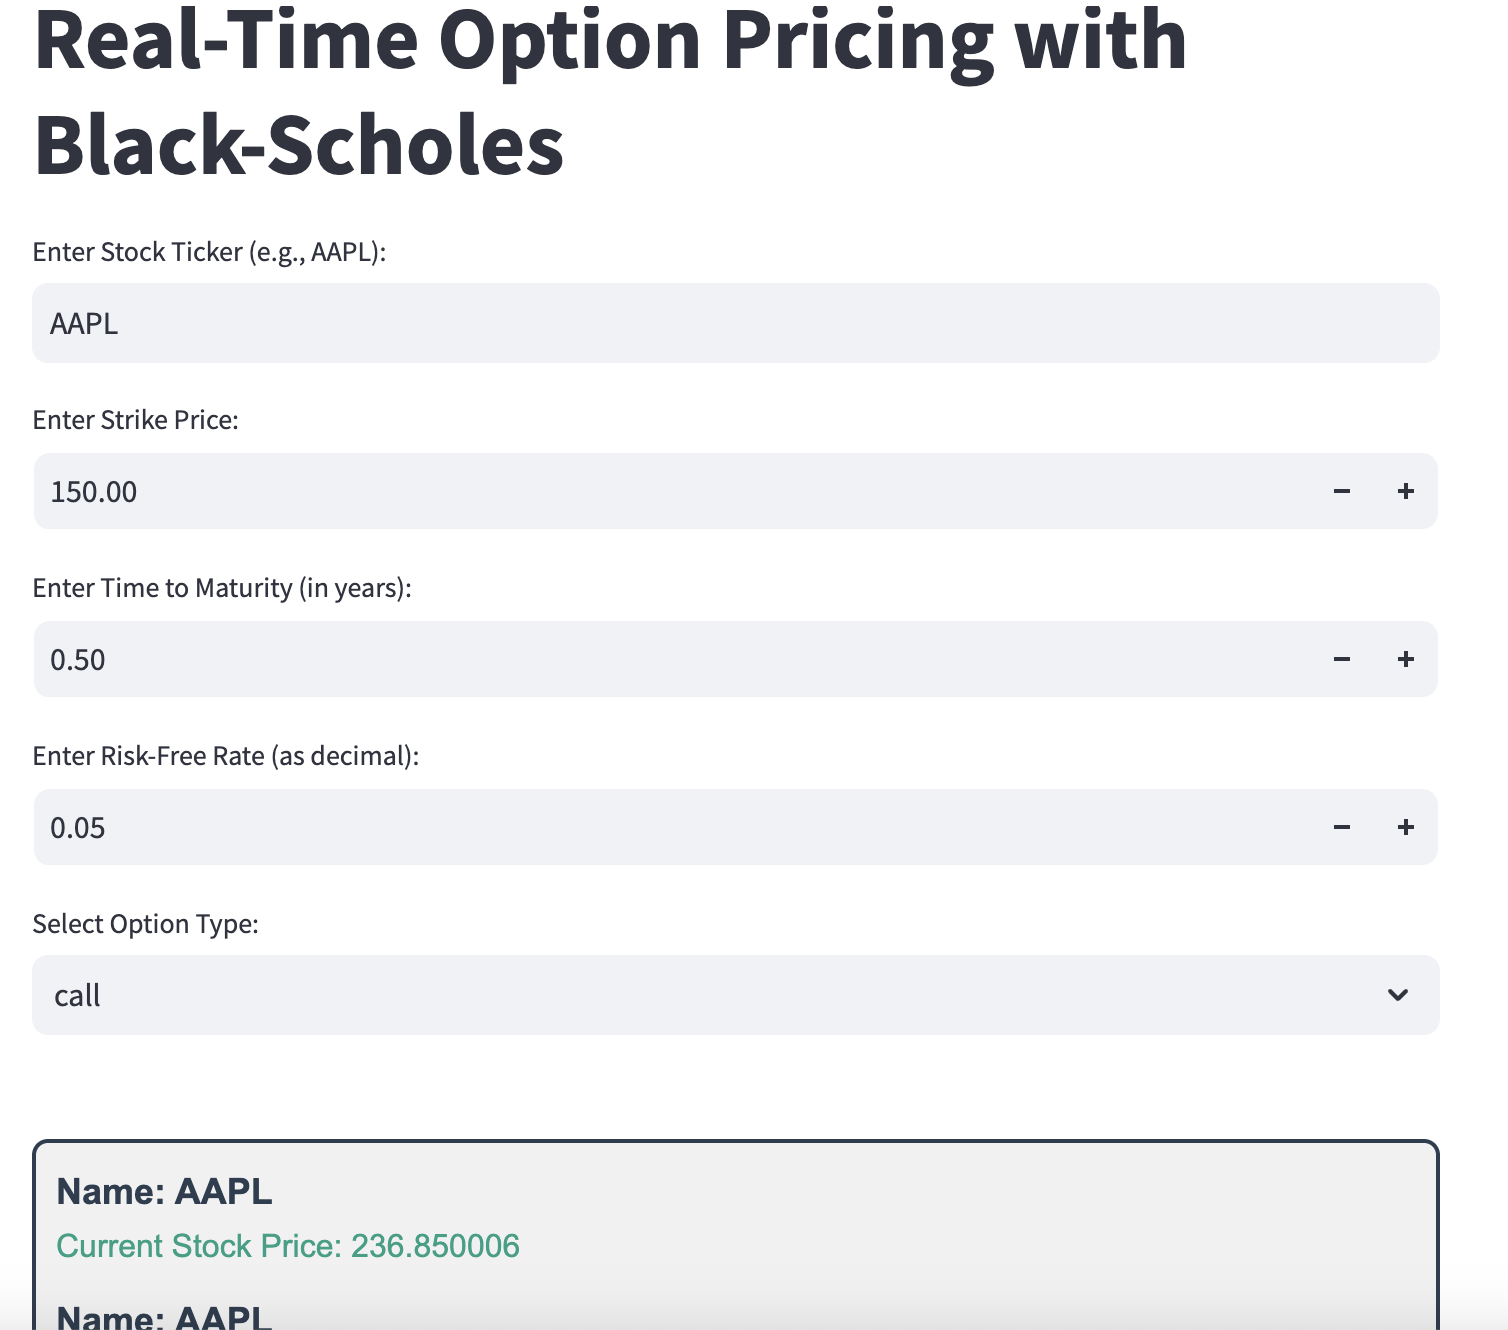 Real-Time Option Pricing with
Black-Scholes
Enter Stock Ticker (e.g., AAPL):
AAPL
Enter Strike Price:
150.00
Enter Time to Maturity (in years):
0.50
Enter Risk-Free Rate (as decimal):
0.05
Select Option Type:
call
Name: AAPL
Current Stock Price: 236.850006
Name: AAPL